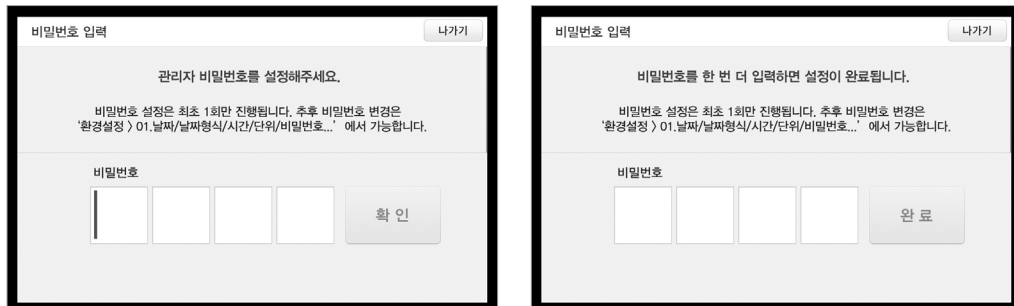 비밀번호 입력
나가기
관리자 비밀번호를 설정해주세요.
비밀번호 설정은 최초 1회만 진행됩니다. 추후 비밀번호 변경은
‘환경설정 > 01.날짜/날짜형식/시간/단위/비밀번호...’ 에서 가능합니다.
비밀번호
확 인
비밀번호 입력
나가기
비밀번호를 한 번 더 입력하면 설정이 완료됩니다.
비밀번호 설정은 최초 1회만 진행됩니다. 추후 비밀번호 변경은
‘환경설정 > 01.날짜/날짜형식/시간/단위/비밀번호...’ 에서 가능합니다.
비밀번호
완 료